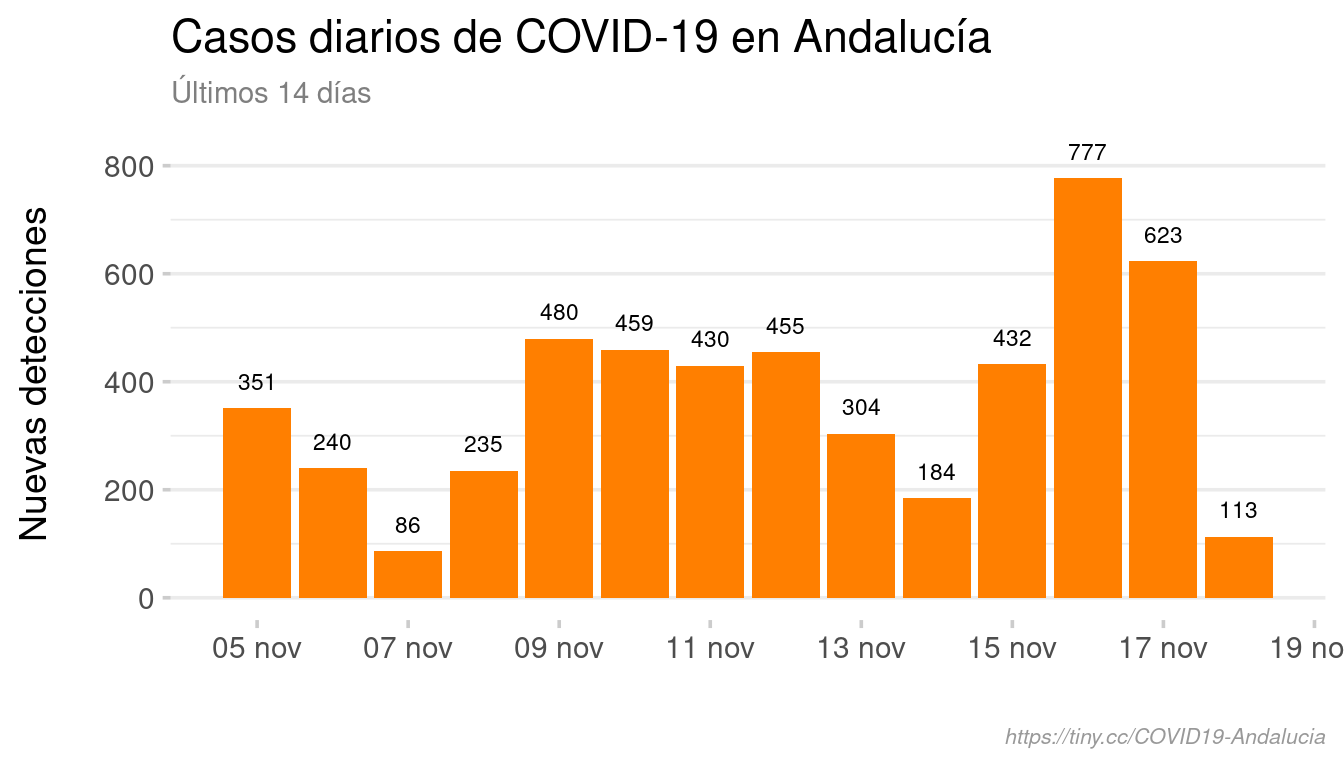 Casos diarios de COVID-19 en Andalucía
Últimos 14 días
Nuevas detecciones
800
600
400
200
0
351
240
86
235
480
459
430
455
304
184
432
777
623
113
05 nov
07 nov
09 nov
11 nov
13 nov
15 nov
17 nov
19 no
https://tiny.cc/COVID19-Andalucia